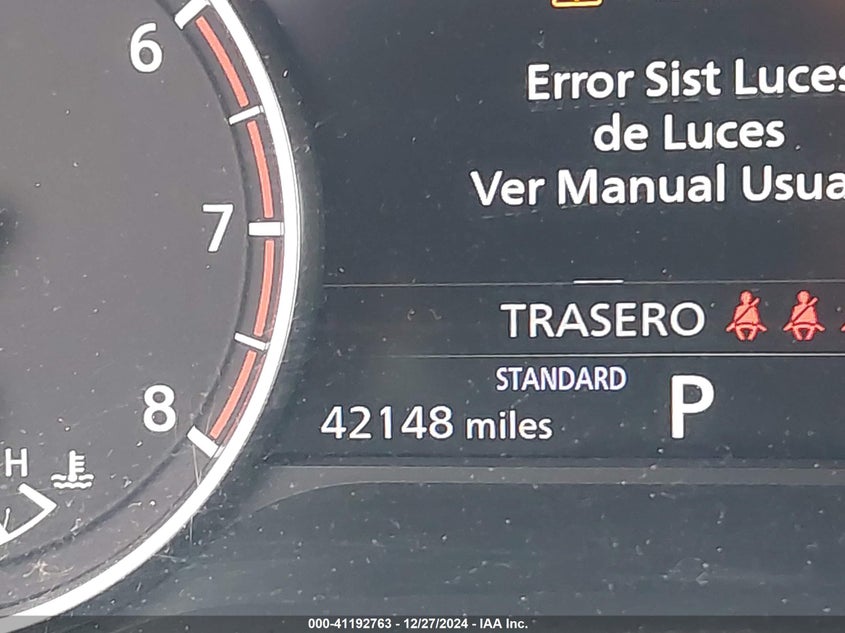 6
Error Sist Luces
de Luces
Ver Manual Usua
7
TRASERO
STANDARD
8
42148 miles
P
H
000-41192763 - 12/27/2024 - IAA Inc.